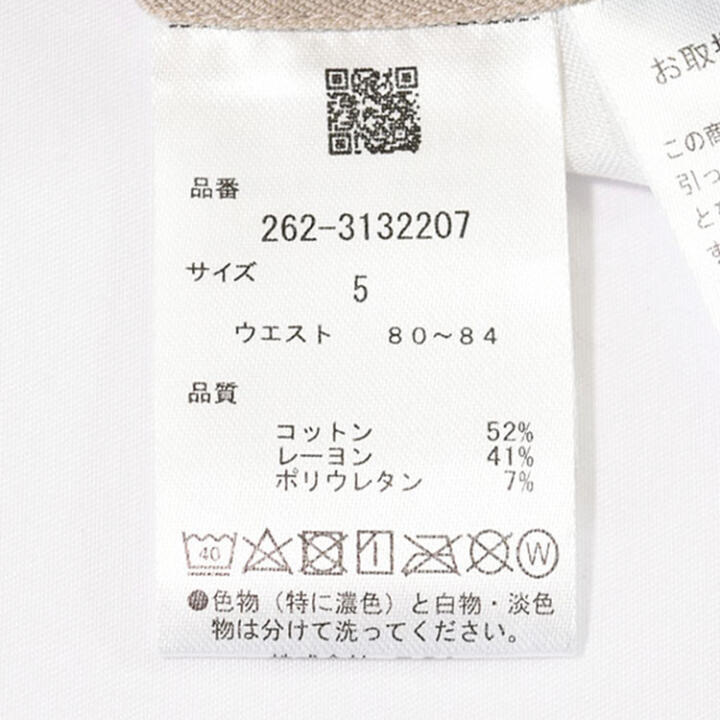 品番
262-3132207
サイズ
5
ウエスト 80～84
品質
コットン 52%
レーヨン 41%
ポリウレタン 7%
40
W
●色物（特に濃色）と白物・淡色
物は分けて洗ってください。
お取
この商
引っ
と